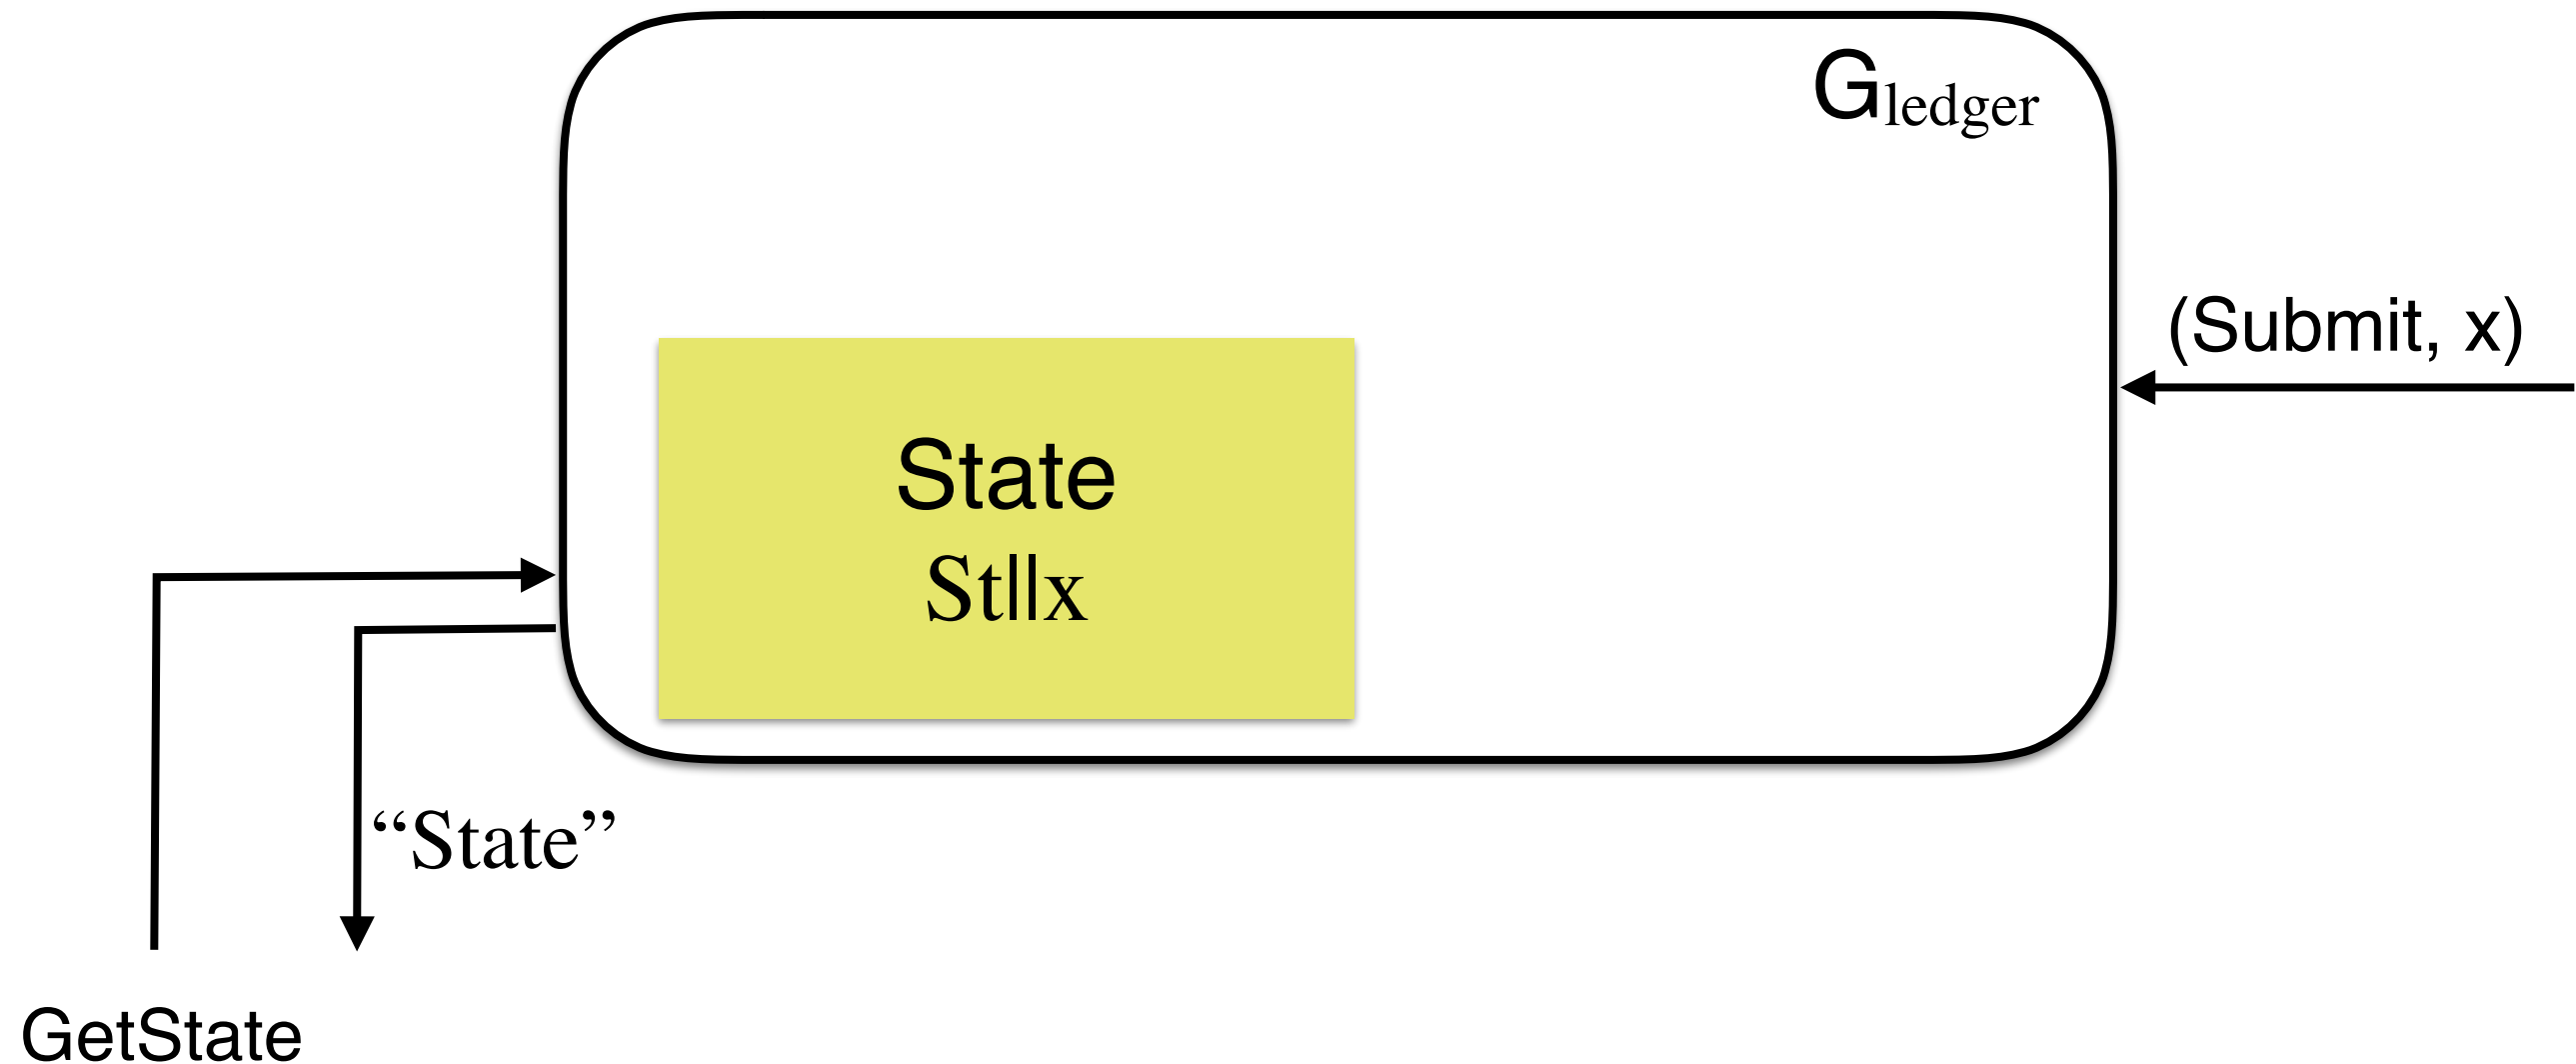 Gledger
(Submit, x)
State
St||x
“State”
GetState